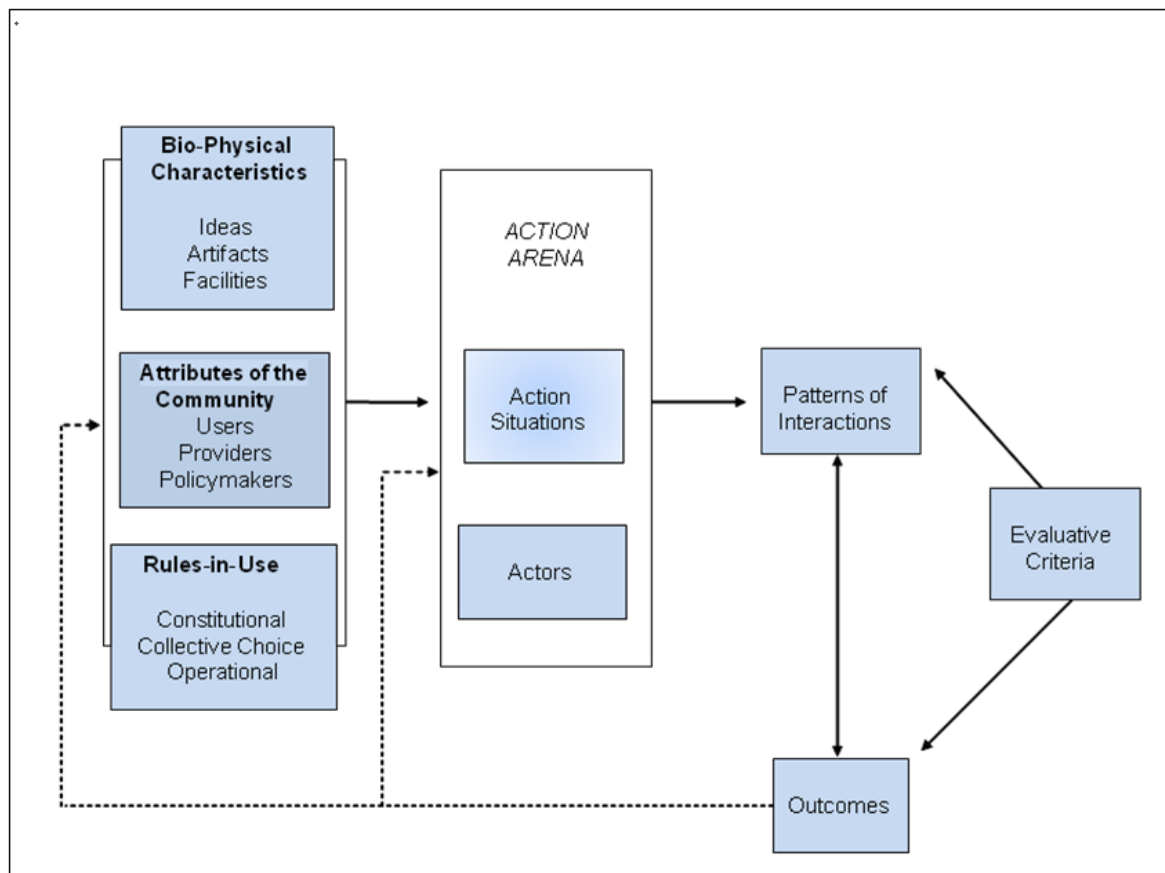 Bio-Physical
Characteristics
Ideas
Artifacts
Facilities
Attributes of the
Community
Users
Providers
Policymakers
Rules-in-Use
Constitutional
Collective Choice
Operational
ACTION
ARENA
Action
Situations
Actors
Patterns of
Interactions
Evaluative
Criteria
Outcomes